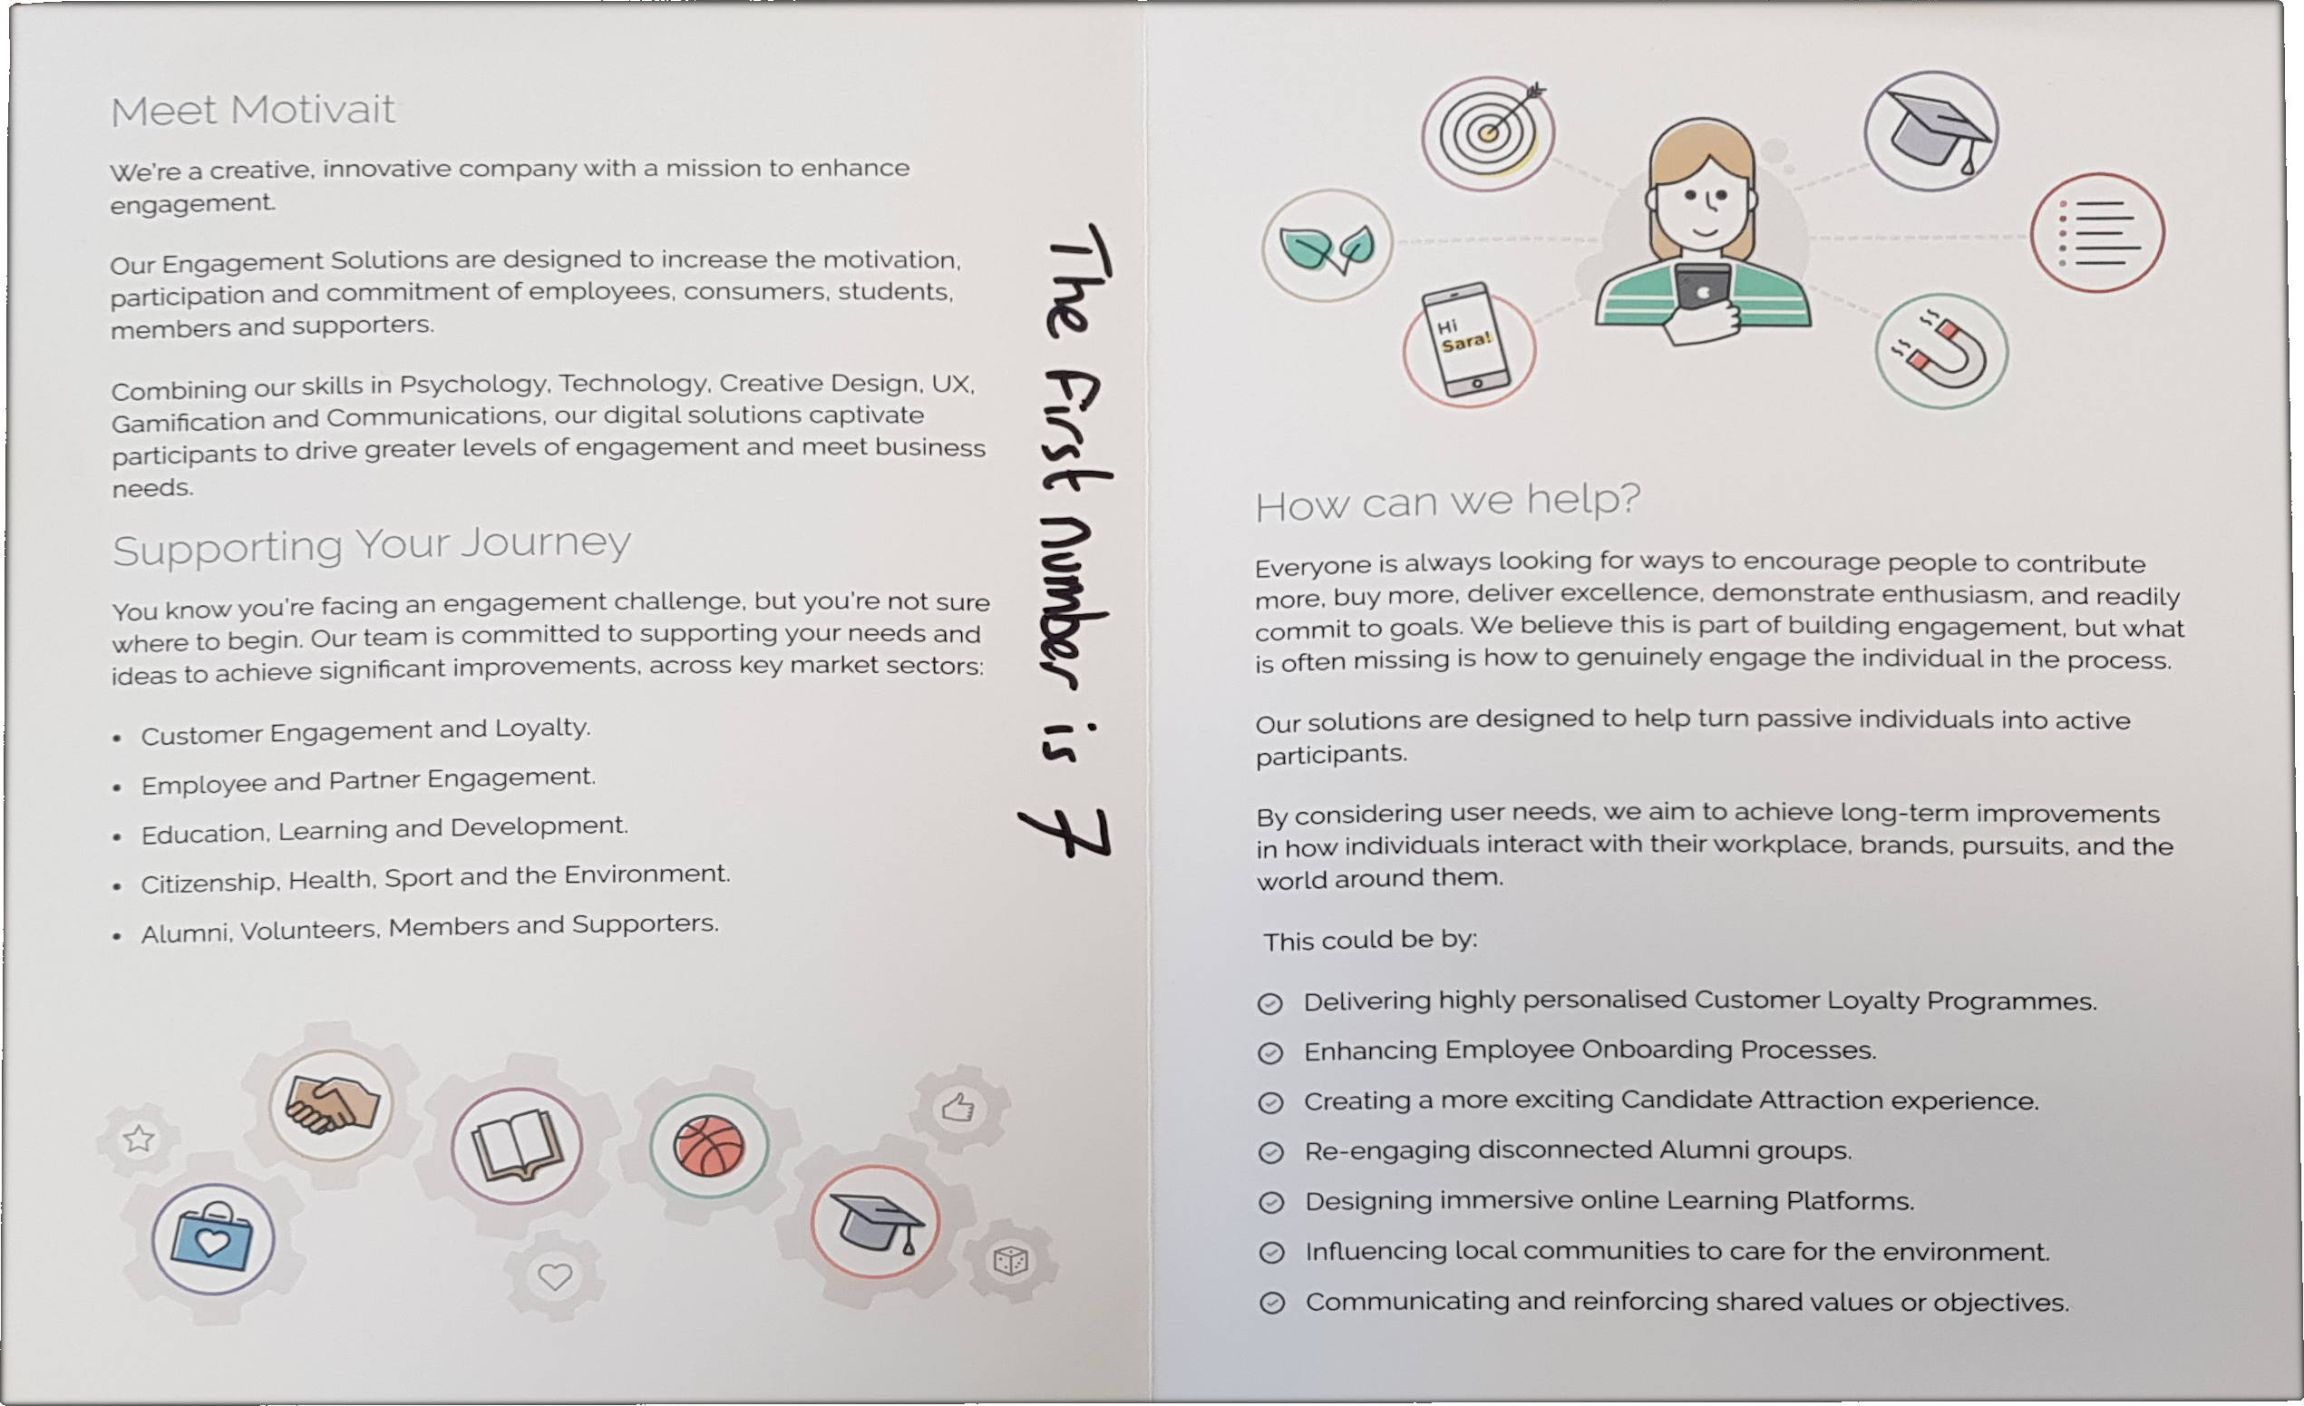 Meet Motivait
We're a creative, innovative company with a mission to enhance
engagement.
Our Engagement Solutions are designed to increase the motivation,
participation and commitment of employees, consumers, students,
members and supporters.
Combining our skills in Psychology, Technology, Creative Design, UX,
Gamification and Communications, our digital solutions captivate
participants to drive greater levels of engagement and meet business
needs.
Supporting Your Journey
You know you're facing an engagement challenge, but you're not sure
where to begin. Our team is committed to supporting your needs and
ideas to achieve significant improvements, across key market sectors:
• Customer Engagement and Loyalty.
• Employee and Partner Engagement.
• Education, Learning and Development.
• Citizenship, Health, Sport and the Environment.
• Alumni, Volunteers, Members and Supporters.
The First Number is 7
Hi
Sara!
How can we help?
Everyone is always looking for ways to encourage people to contribute
more, buy more, deliver excellence, demonstrate enthusiasm, and readily
commit to goals. We believe this is part of building engagement, but what
is often missing is how to genuinely engage the individual in the process.
Our solutions are designed to help turn passive individuals into active
participants.
By considering user needs, we aim to achieve long-term improvements
in how individuals interact with their workplace, brands, pursuits, and the
world around them.
This could be by:
Delivering highly personalised Customer Loyalty Programmes.
Enhancing Employee Onboarding Processes.
Creating a more exciting Candidate Attraction experience.
Re-engaging disconnected Alumni groups.
Designing immersive online Learning Platforms.
Influencing local communities to care for the environment.
Communicating and reinforcing shared values or objectives.